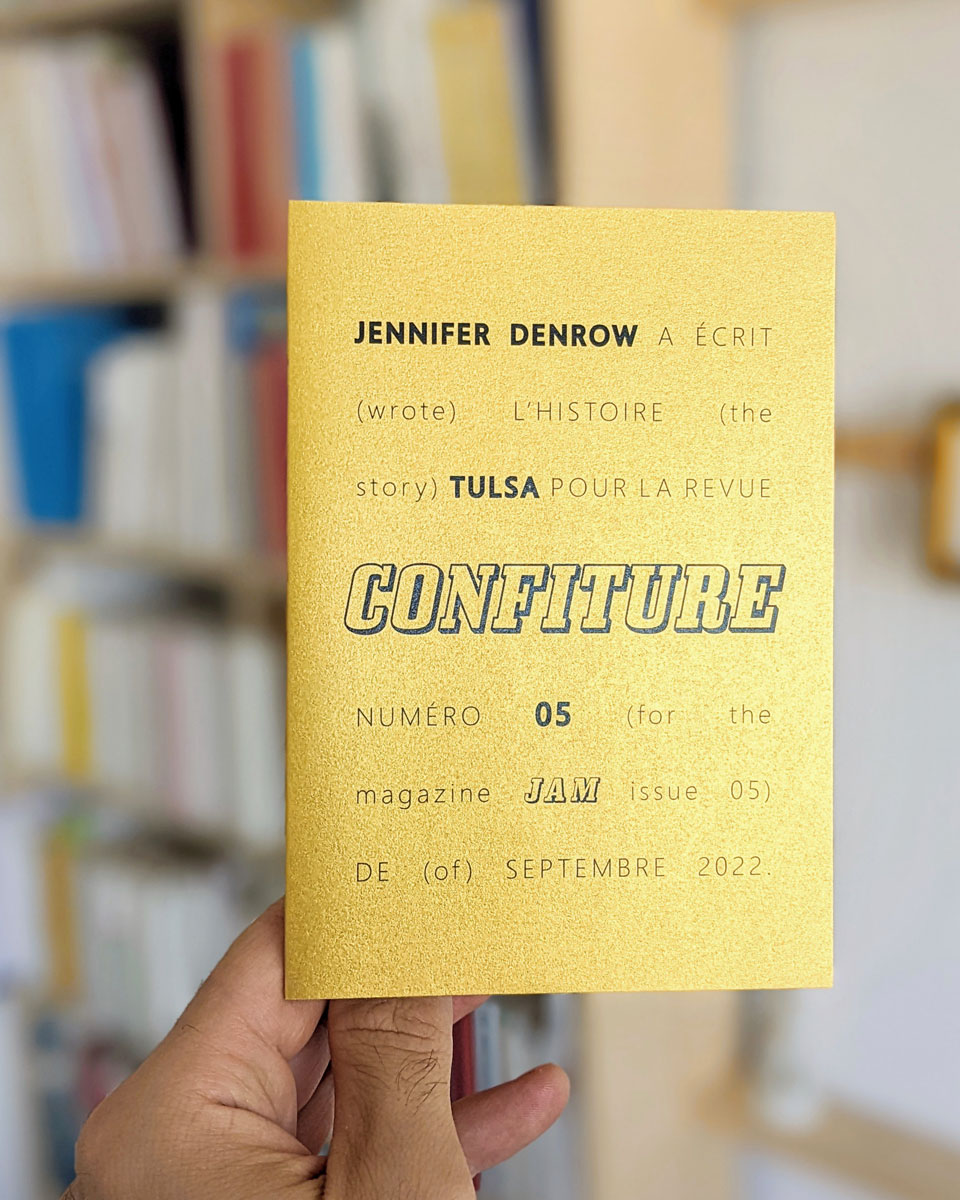 JENNIFER DENROW A ÉCRIT
(wrote) L'HISTOIRE (the
story) TULSA POUR LA REVUE
CONFITURE
NUMÉRO 05 (for the
magazine JAM issue 05)
DE (of) SEPTEMBRE 2022.